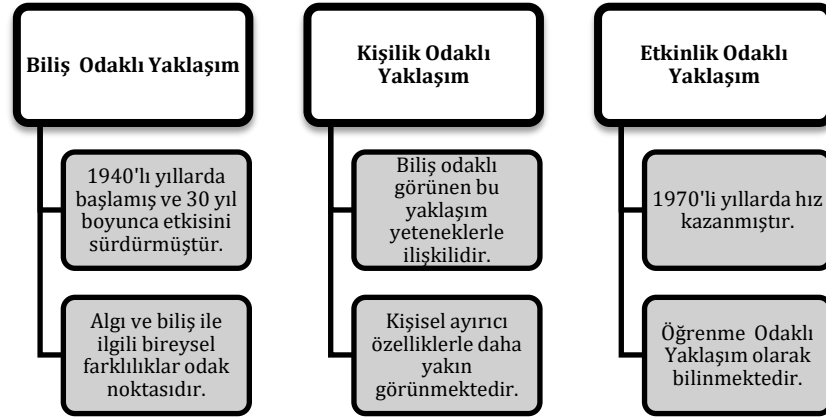 Biliş Odaklı Yaklaşım
1940'lı yıllarda
başlamış ve 30 yıl
boyunca etkisini
sürdürmüştür.
Algı ve biliş ile
ilgili bireysel
farklılıklar odak
noktasıdır.
Kişilik Odaklı
Yaklaşım
Biliş odaklı
görünen bu
yaklaşım
yeteneklerle
ilişkilidir.
Kişisel ayırıcı
özelliklerle daha
yakın
görünmektedir.
Etkinlik Odaklı
Yaklaşım
1970'li yıllarda hız
kazanmıştır.
Öğrenme Odaklı
Yaklaşım olarak
bilinmektedir.